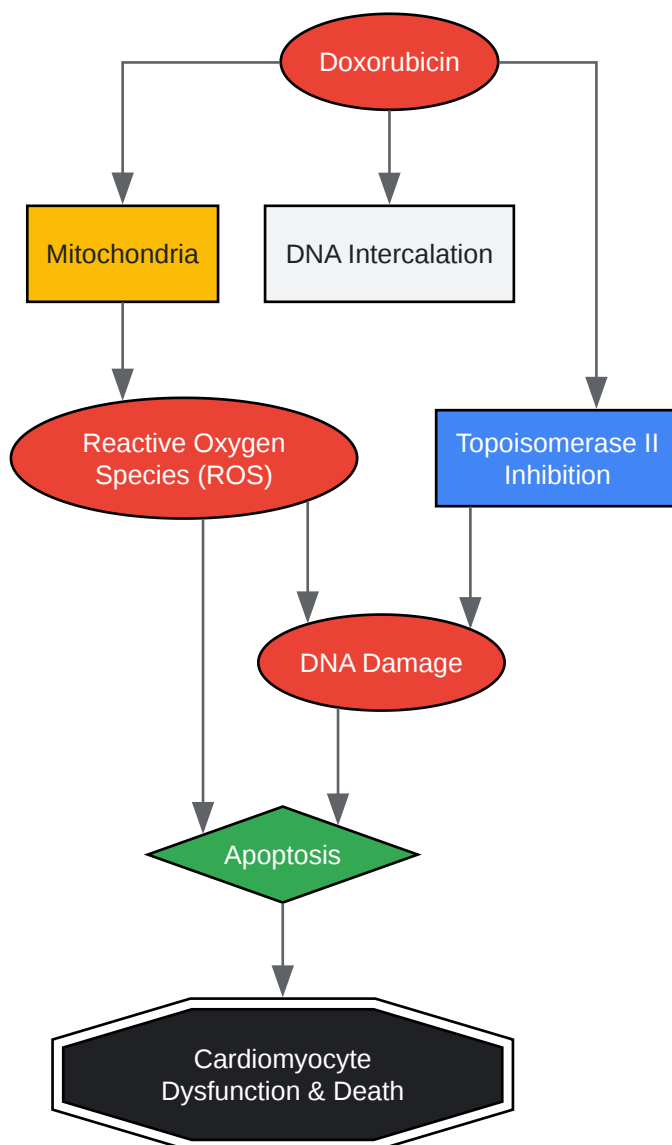 Doxorubicin
Mitochondria
DNA Intercalation
Reactive Oxygen
Species (ROS)
Topoisomerase II
Inhibition
DNA Damage
Apoptosis
Cardiomyocyte
Dysfunction & Death